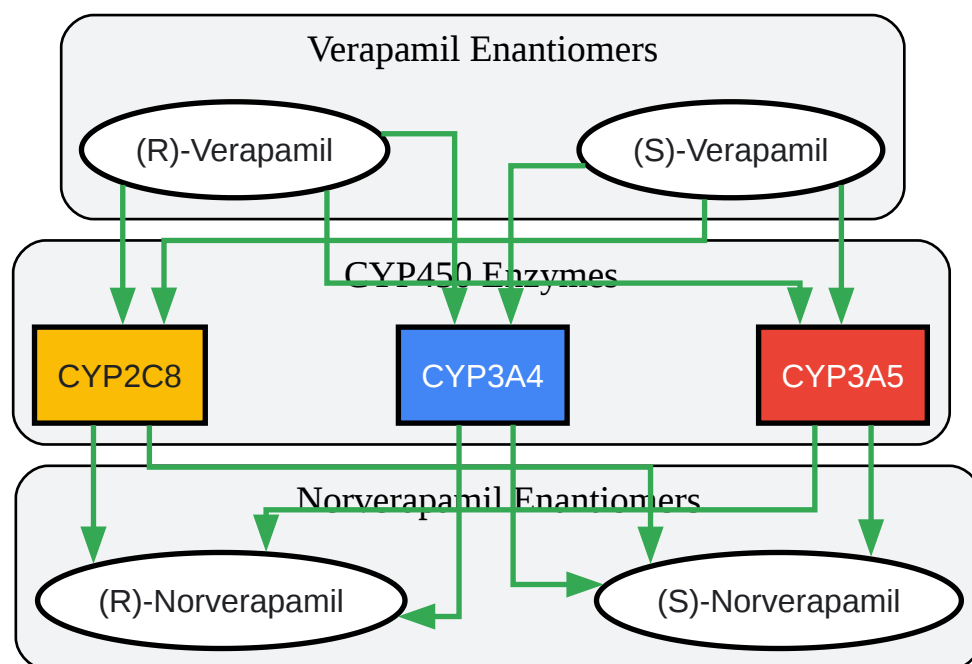 Verapamil Enantiomers
(R)-Verapamil
(S)-Verapamil
CYP450 Enzymes
CYP2C8
CYP3A4
CYP3A5
Norverapamil Enantiomers
(R)-Norverapamil
(S)-Norverapamil